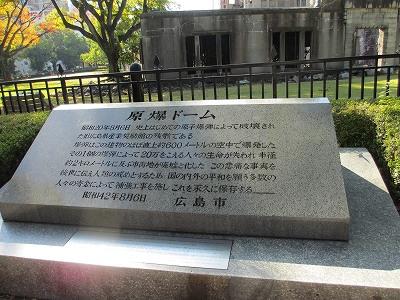 原爆ドーム
昭和20年8月6日 史上はじめての原子爆弾によって破壊され
た旧広島県産業奨励館の残骸である
爆弾はこの建物のほぼ直上約600メートルの空中で爆発した
その1個の爆弾によって20万をこえる人々の生命が失われ 半径
約2キロメートルに及ぶ市街地が廃墟と化した この悲痛な事実を
後世に伝え人類の戒めとするため 国の内外の平和を願う多数の
人々の寄金によって補強工事を施し これを永久に保存する
昭和42年8月6日 広島市